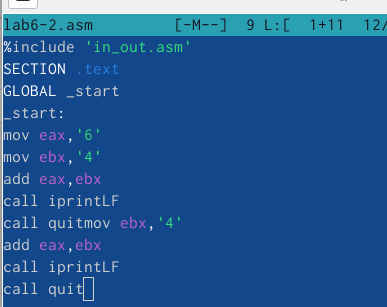 lab6-2.asm [-M--] 9 L:[ 1+11 12/
%include 'in_out.asm'
SECTION .text
GLOBAL _start
_start:
mov eax,'6'
mov ebx,'4'
add eax,ebx
call iprintLF
call quitmov ebx,'4'
add eax,ebx
call iprintLF
call quit